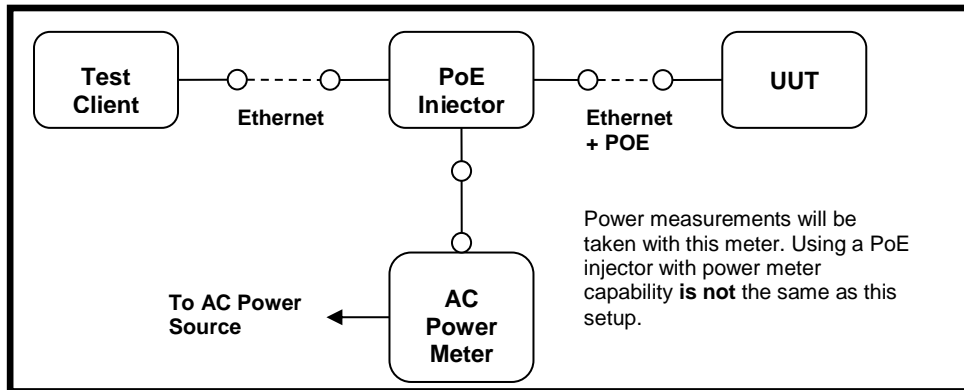 Test
Client
Ethernet
PoE
Injector
Ethernet
+ POE
UUT
Power measurements will be
taken with this meter. Using a PoE
injector with power meter
capability is not the same as this
setup.
To AC Power
Source
AC
Power
Meter